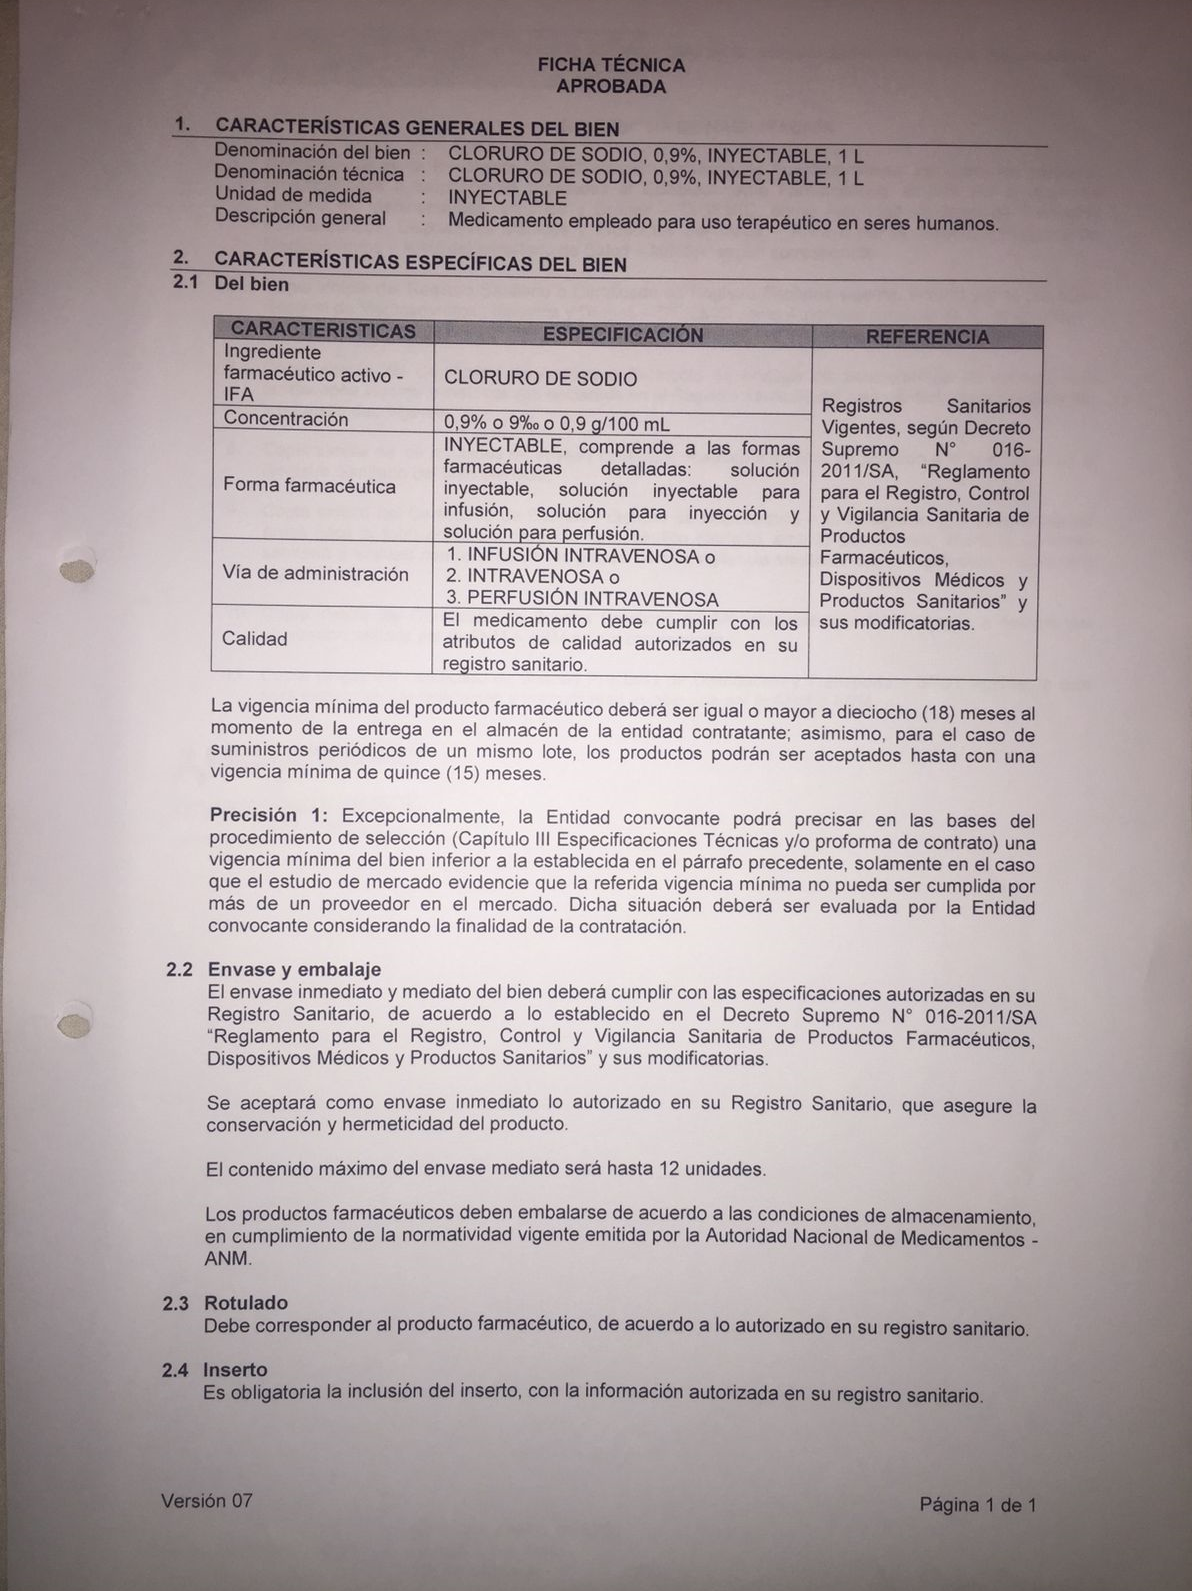 FICHA TÉCNICA
APROBADA
1. CARACTERÍSTICAS GENERALES DEL BIEN
Denominación del bien : CLORURO DE SODIO, 0,9%, INYECTABLE, 1 L
Denominación técnica : CLORURO DE SODIO, 0,9%, INYECTABLE, 1 L
Unidad de medida : INYECTABLE
Descripción general : Medicamento empleado para uso terapéutico en seres humanos.
2. CARACTERÍSTICAS ESPECÍFICAS DEL BIEN
2.1 Del bien
CARACTERISTICAS ESPECIFICACIÓN REFERENCIA
Ingrediente
farmacéutico activo -
IFA
CLORURO DE SODIO
Concentración
0,9% o 9‰ o 0,9 g/100 mL
Forma farmacéutica
INYECTABLE, comprende a las formas
farmacéuticas detalladas: solución
inyectable, solución inyectable para
infusión, solución para inyección y
solución para perfusión.
Vía de administración
1. INFUSIÓN INTRAVENOSA o
2. INTRAVENOSA o
3. PERFUSIÓN INTRAVENOSA
Calidad
El medicamento debe cumplir con los
atributos de calidad autorizados en su
registro sanitario.
Registros Sanitarios
Vigentes, según Decreto
Supremo N° 016-
2011/SA, “Reglamento
para el Registro, Control
y Vigilancia Sanitaria de
Productos
Farmacéuticos,
Dispositivos Médicos y
Productos Sanitarios” y
sus modificatorias.
La vigencia mínima del producto farmacéutico deberá ser igual o mayor a dieciocho (18) meses al
momento de la entrega en el almacén de la entidad contratante; asimismo, para el caso de
suministros periódicos de un mismo lote, los productos podrán ser aceptados hasta con una
vigencia mínima de quince (15) meses.
Precisión 1: Excepcionalmente, la Entidad convocante podrá precisar en las bases del
procedimiento de selección (Capítulo III Especificaciones Técnicas y/o proforma de contrato) una
vigencia mínima del bien inferior a la establecida en el párrafo precedente, solamente en el caso
que el estudio de mercado evidencie que la referida vigencia mínima no pueda ser cumplida por
más de un proveedor en el mercado. Dicha situación deberá ser evaluada por la Entidad
convocante considerando la finalidad de la contratación.
2.2 Envase y embalaje
El envase inmediato y mediato del bien deberá cumplir con las especificaciones autorizadas en su
Registro Sanitario, de acuerdo a lo establecido en el Decreto Supremo N° 016-2011/SA
“Reglamento para el Registro, Control y Vigilancia Sanitaria de Productos Farmacéuticos,
Dispositivos Médicos y Productos Sanitarios” y sus modificatorias.
Se aceptará como envase inmediato lo autorizado en su Registro Sanitario, que asegure la
conservación y hermeticidad del producto.
El contenido máximo del envase mediato será hasta 12 unidades.
Los productos farmacéuticos deben embalarse de acuerdo a las condiciones de almacenamiento,
en cumplimiento de la normatividad vigente emitida por la Autoridad Nacional de Medicamentos -
ANM.
2.3 Rotulado
Debe corresponder al producto farmacéutico, de acuerdo a lo autorizado en su registro sanitario.
2.4 Inserto
Es obligatoria la inclusión del inserto, con la información autorizada en su registro sanitario.
Versión 07 Página 1 de 1